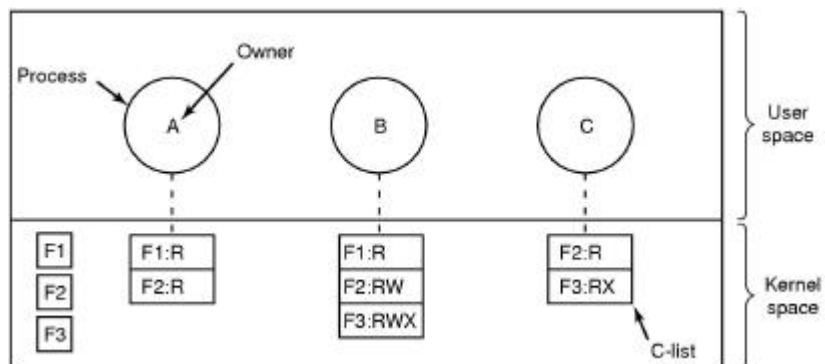 Owner
Process
A
B
C
User
space
F1
F1:R
F1:R
F2:R
F2
F2:R
F2:RW
F3:RX
F3
F3:RWX
Kernel
space
C-list